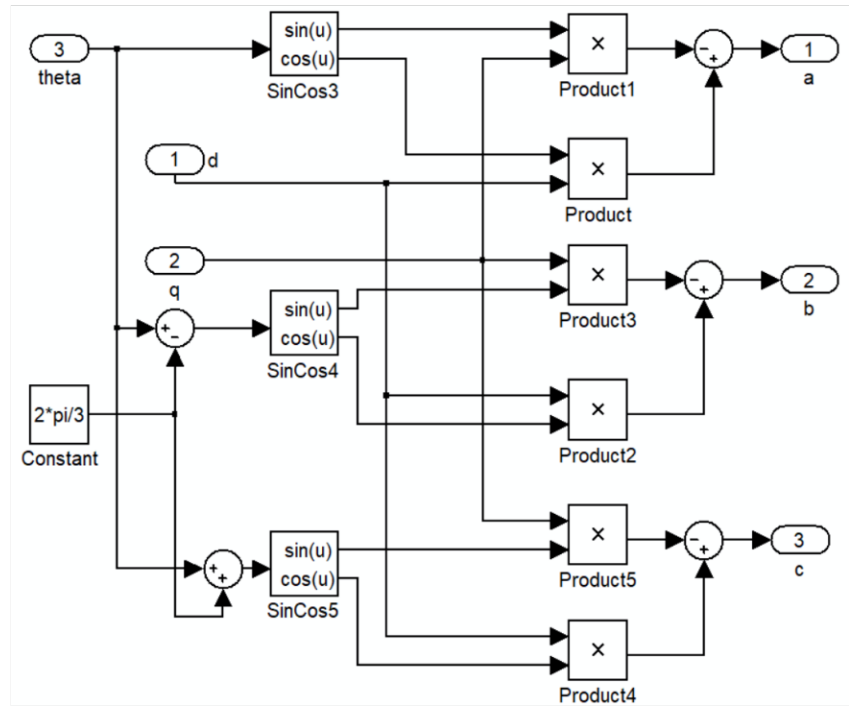 3
theta
sin(u)
cos(u)
SinCos3
×
Product1
− +
1
a
1
d
×
Product
2
q
×
Product3
− +
2
b
+ −
sin(u)
cos(u)
SinCos4
2*pi/3
Constant
×
Product2
+ +
sin(u)
cos(u)
SinCos5
×
Product5
− +
3
c
×
Product4